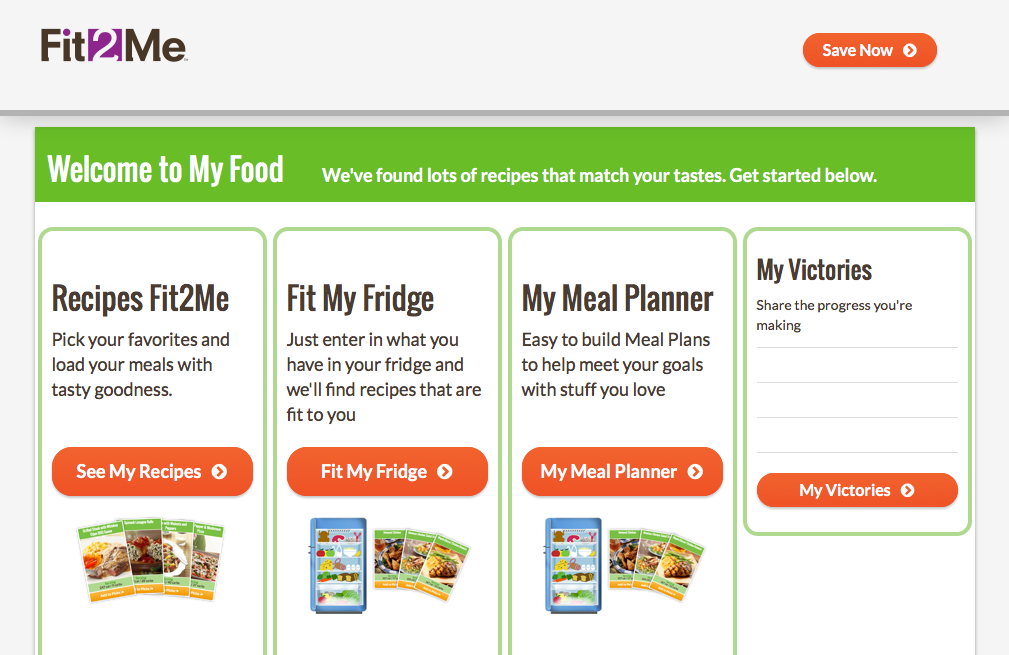 Fit2Me
Save Now
Welcome to My Food
We've found lots of recipes that match your tastes. Get started below.
Recipes Fit2Me
Pick your favorites and
load your meals with
tasty goodness.
See My Recipes
Fit My Fridge
Just enter in what you
have in your fridge and
we'll find recipes that are
fit to you
Fit My Fridge
My Meal Planner
Easy to build Meal Plans
to help meet your goals
with stuff you love
My Meal Planner
My Victories
Share the progress you're
making
My Victories